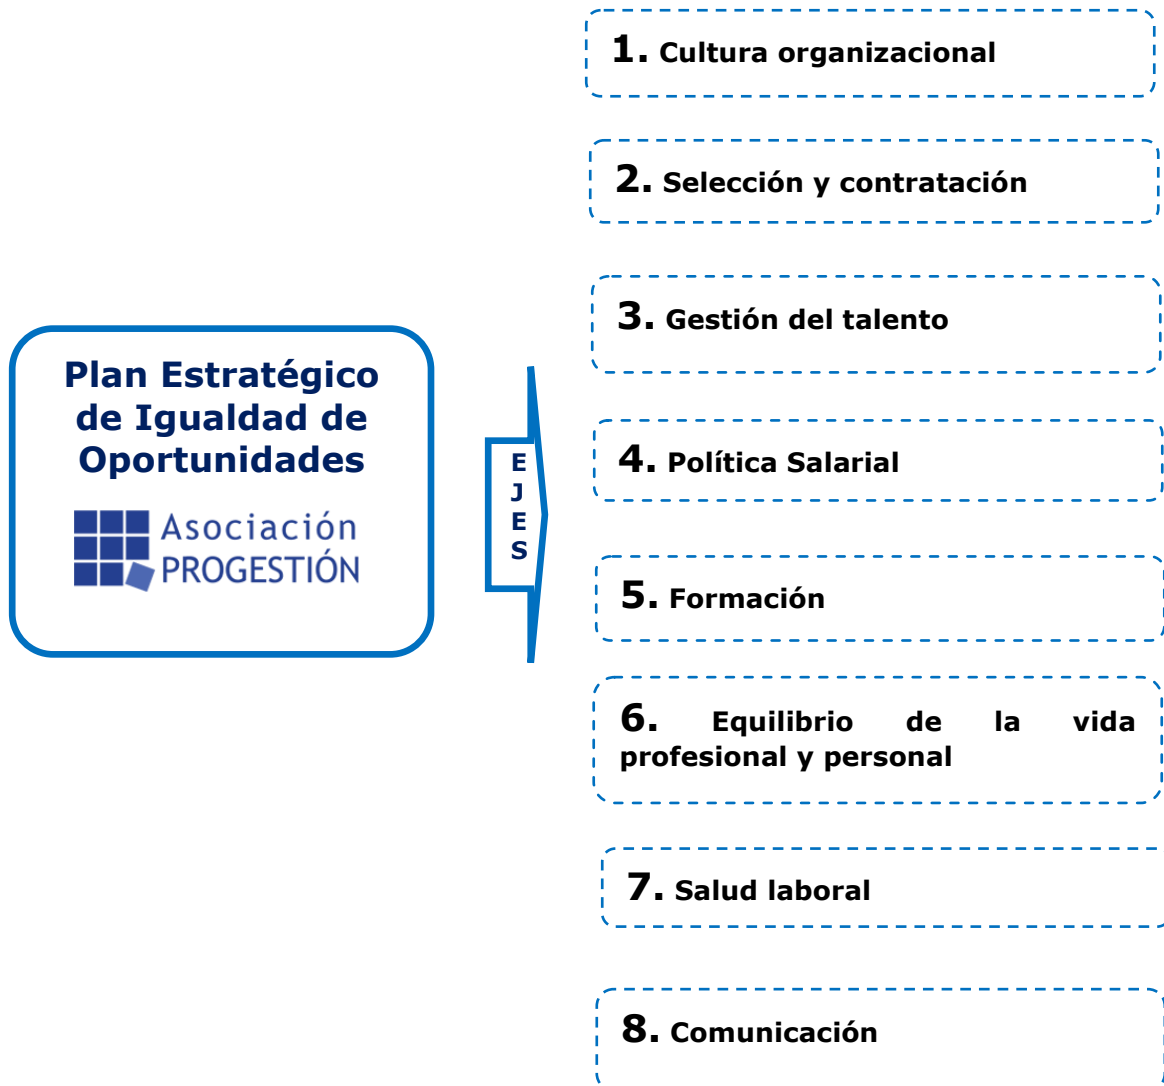 Plan Estratégico
de Igualdad de
Oportunidades
Asociación
PROGESTIÓN
E
J
E
S
1. Cultura organizacional
2. Selección y contratación
3. Gestión del talento
4. Política Salarial
5. Formación
6. Equilibrio de la vida
profesional y personal
7. Salud laboral
8. Comunicación